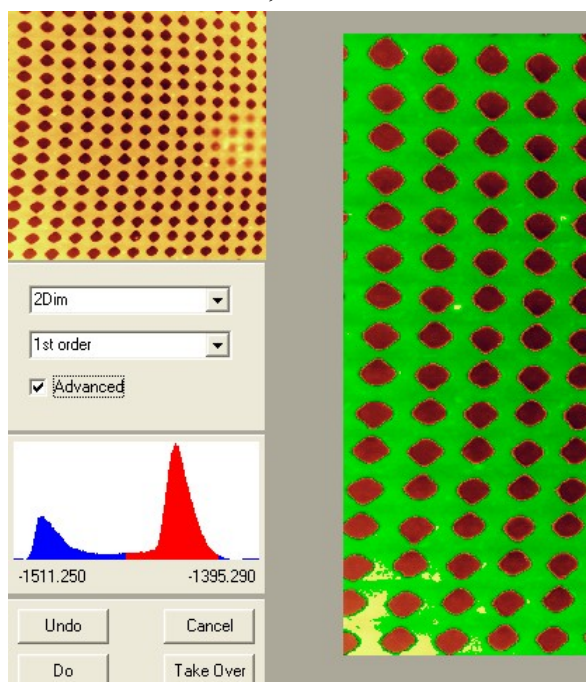 2Dim
1st order
Advanced
-1511.250 -1395.290
Undo Cancel
Do Take Over